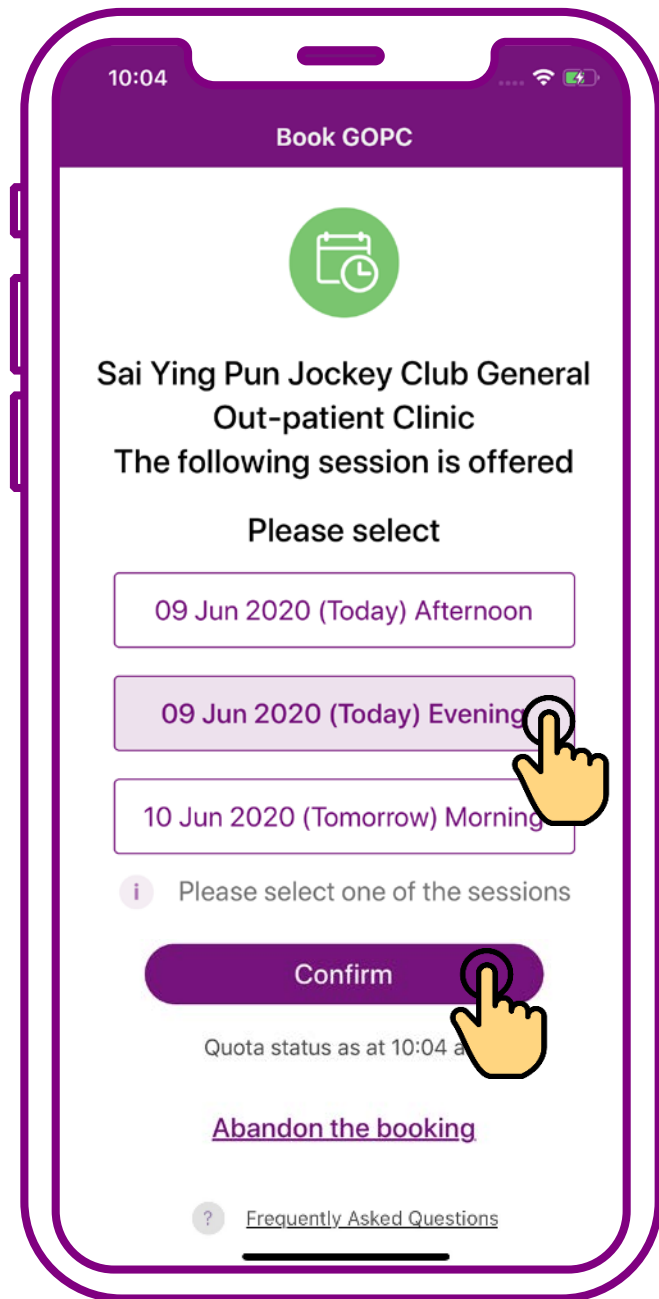 10:04
Book GOPC
Sai Ying Pun Jockey Club General
Out-patient Clinic
The following session is offered
Please select
09 Jun 2020 (Today) Afternoon
09 Jun 2020 (Today) Evening
10 Jun 2020 (Tomorrow) Morning
i Please select one of the sessions
Confirm
Quota status as at 10:04 a
Abandon the booking
? Frequently Asked Questions